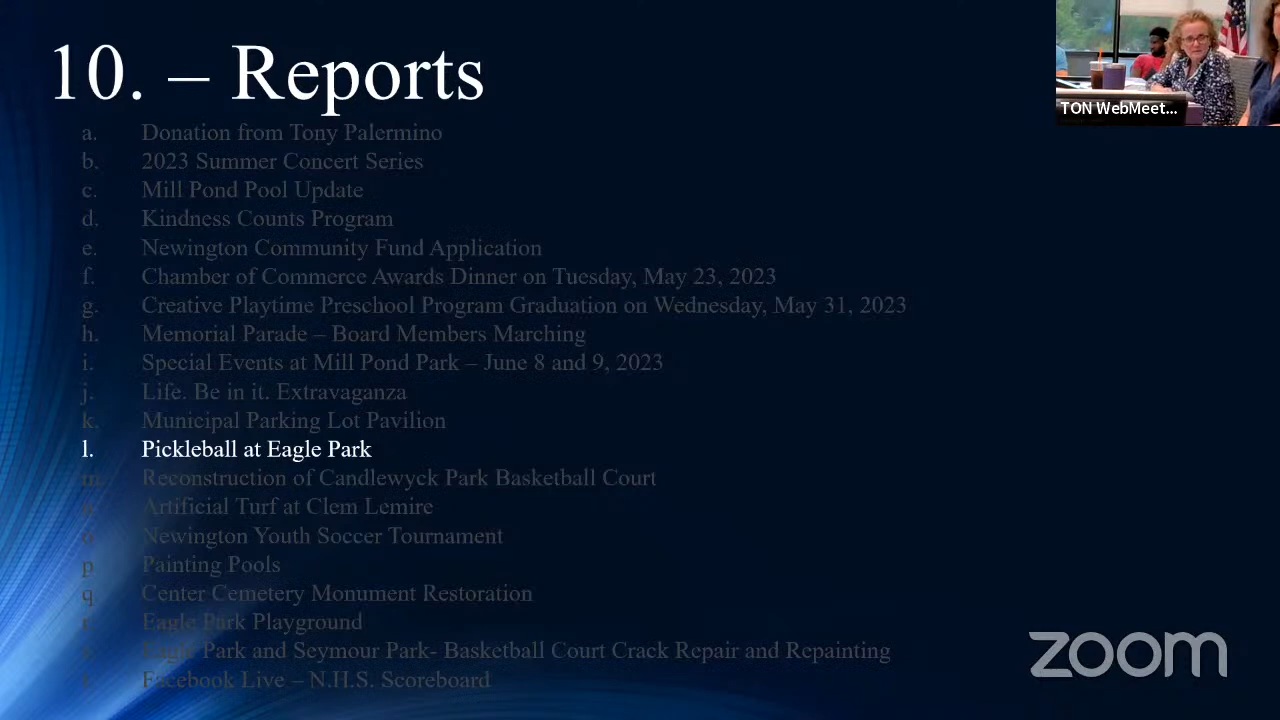 10. – Reports
TON WebMeet...
a. Donation from Tony Palermino
b. 2023 Summer Concert Series
c. Mill Pond Pool Update
d. Kindness Counts Program
e. Newington Community Fund Application
f. Chamber of Commerce Awards Dinner on Tuesday, May 23, 2023
g. Creative Playtime Preschool Program Graduation on Wednesday, May 31, 2023
h. Memorial Parade – Board Members Marching
i. Special Events at Mill Pond Park – June 8 and 9, 2023
j. Life. Be in it. Extravaganza
k. Municipal Parking Lot Pavilion
l. Pickleball at Eagle Park
m. Reconstruction of Candlewyck Park Basketball Court
n. Artificial Turf at Clem Lemire
o. Newington Youth Soccer Tournament
p. Painting Pools
q. Center Cemetery Monument Restoration
r. Eagle Park Playground
s. Eagle Park and Seymour Park- Basketball Court Crack Repair and Repainting
t. Facebook Live – N.H.S. Scoreboard
zoom